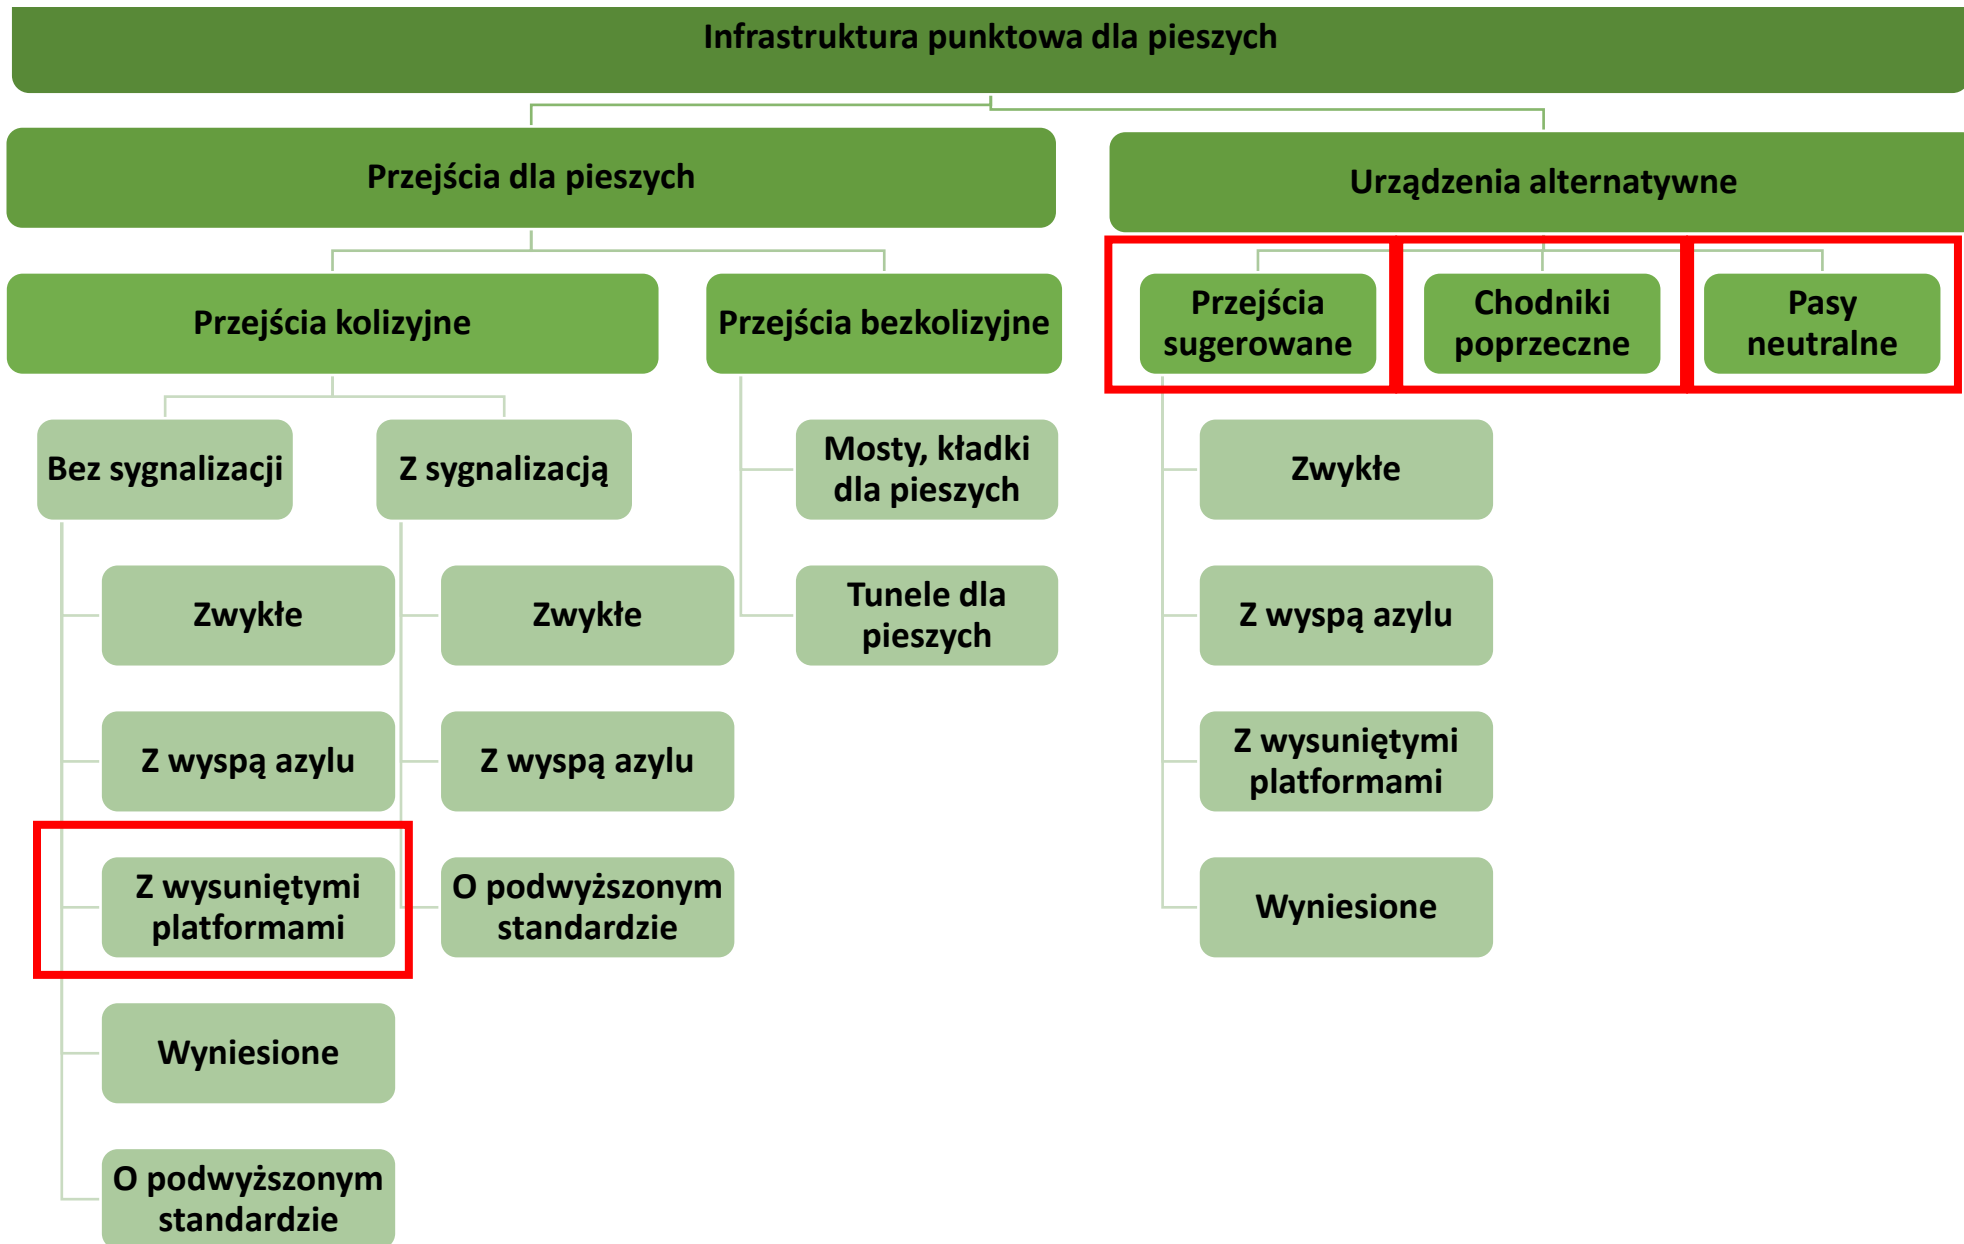 Infrastruktura punktowa dla pieszych
Przejścia dla pieszych
Urządzenia alternatywne
Przejścia kolizyjne
Przejścia bezkolizyjne
Przejścia
sugerowane
Chodniki
poprzeczne
Pasy
neutralne
Bez sygnalizacji
Z sygnalizacją
Mosty, kładki
dla pieszych
Zwykłe
Zwykłe
Zwykłe
Tunele dla
pieszych
Z wyspą azylu
Z wyspą azylu
Z wyspą azylu
Z wysuniętymi
platformami
Z wysuniętymi
platformami
O podwyższonym
standardzie
Wyniesione
Wyniesione
O podwyższonym
standardzie